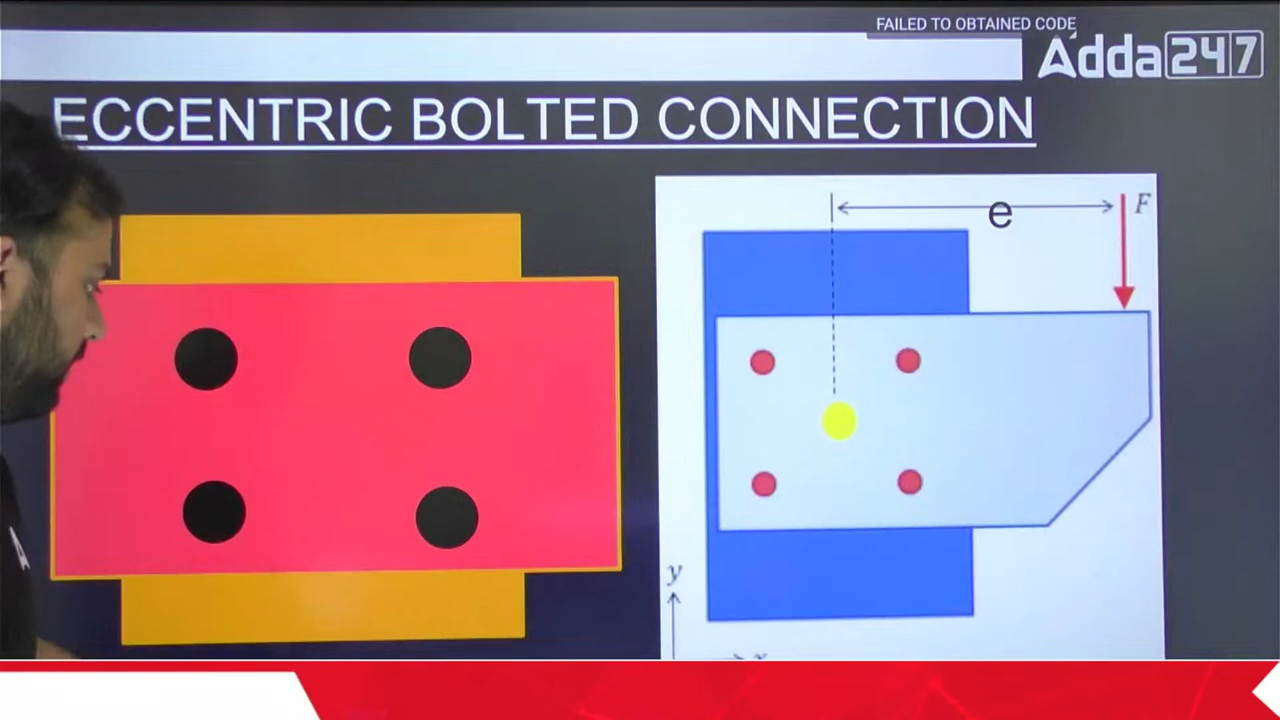 FAILED TO OBTAINED CODE
Adda247
ECCENTRIC BOLTED CONNECTION
e
F
y